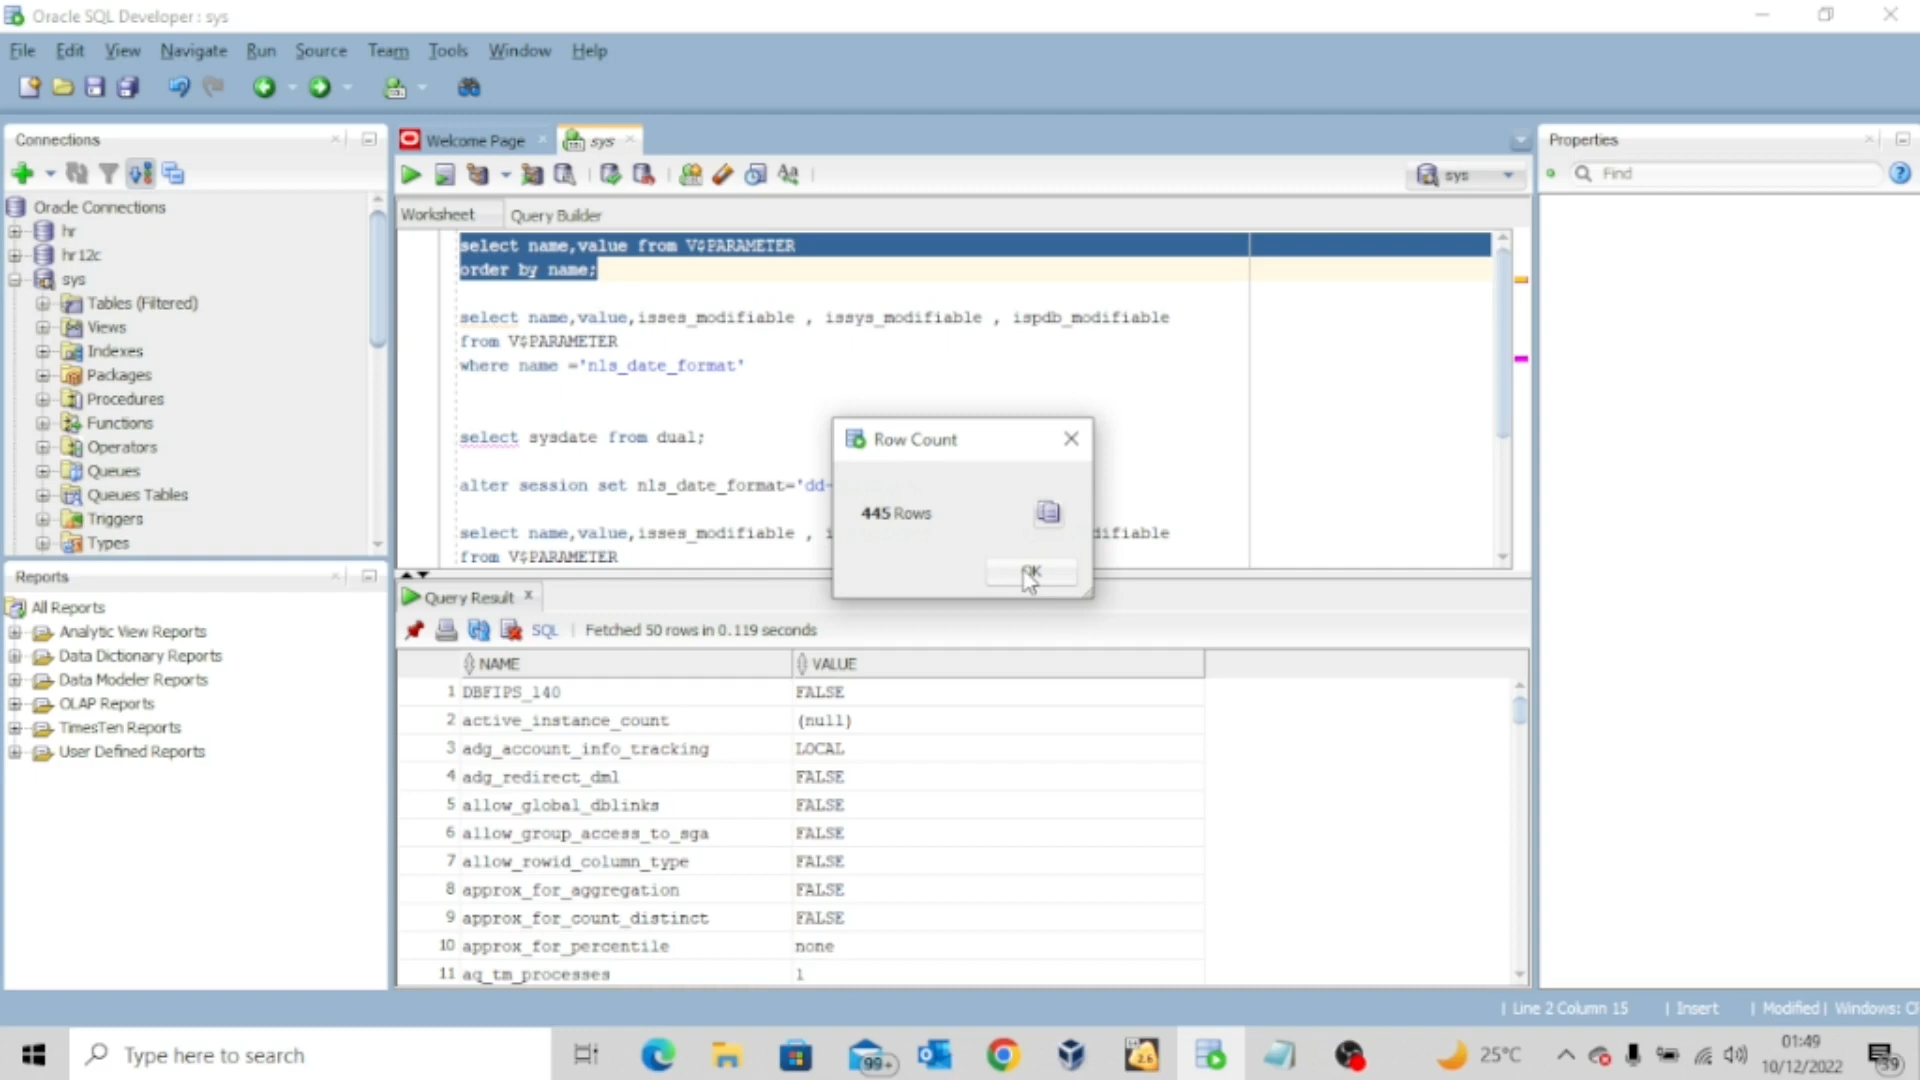 Oracle SQL Developer : sys
File Edit View Navigate Run Source Team Tools Window Help
Connections
Oracle Connections
hr
hr12c
sys
Tables (Filtered)
Views
Indexes
Packages
Procedures
Functions
Operators
Queues
Queues Tables
Triggers
Types
Reports
All Reports
Analytic View Reports
Data Dictionary Reports
Data Modeler Reports
OLAP Reports
TimesTen Reports
User Defined Reports
Welcome Page
sys
sys
Worksheet Query Builder
select name,value from V$PARAMETER
order by name;
select name,value,isses_modifiable , issys_modifiable , ispdb_modifiable
from V$PARAMETER
where name ='nls_date_format'
select sysdate from dual;
alter session set nls_date_format='dd-
select name,value,isses_modifiable , i
difiable
from V$PARAMETER
Row Count
445 Rows
OK
Query Result
SQL | Fetched 50 rows in 0.119 seconds
NAME VALUE
1 DBFIPS_140 FALSE
2 active_instance_count (null)
3 adg_account_info_tracking LOCAL
4 adg_redirect_dml FALSE
5 allow_global_dblinks FALSE
6 allow_group_access_to_sga FALSE
7 allow_rowid_column_type FALSE
8 approx_for_aggregation FALSE
9 approx_for_count_distinct FALSE
10 approx_for_percentile none
11 aq_tm_processes 1
Properties
Find
| Line 2 Column 15 | Insert | Modified | Windows: C
Type here to search
99+
2.6
25°C
01:49
10/12/2022
39